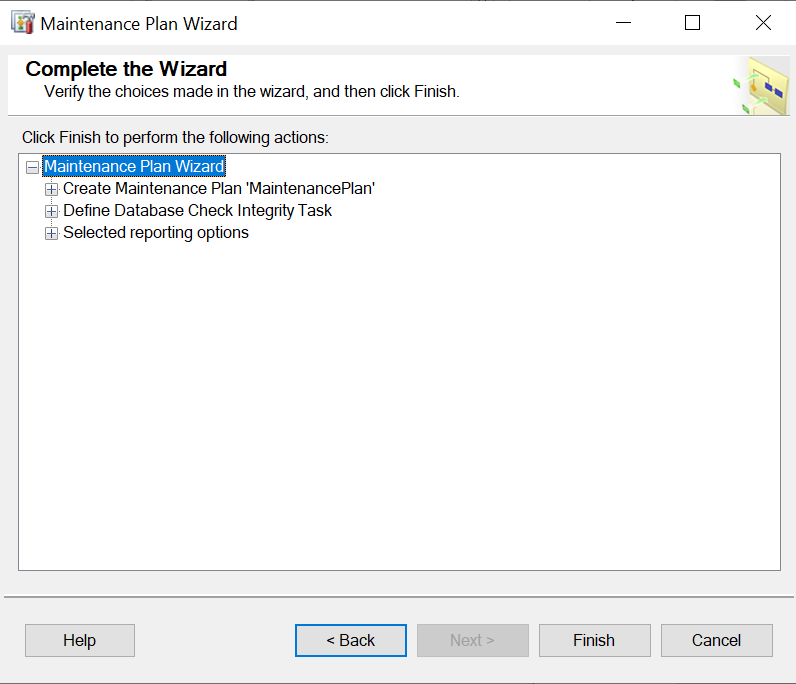 Maintenance Plan Wizard
Complete the Wizard
Verify the choices made in the wizard, and then click Finish.
Click Finish to perform the following actions:
Maintenance Plan Wizard
Create Maintenance Plan 'MaintenancePlan'
Define Database Check Integrity Task
Selected reporting options
Help
< Back
Next >
Finish
Cancel